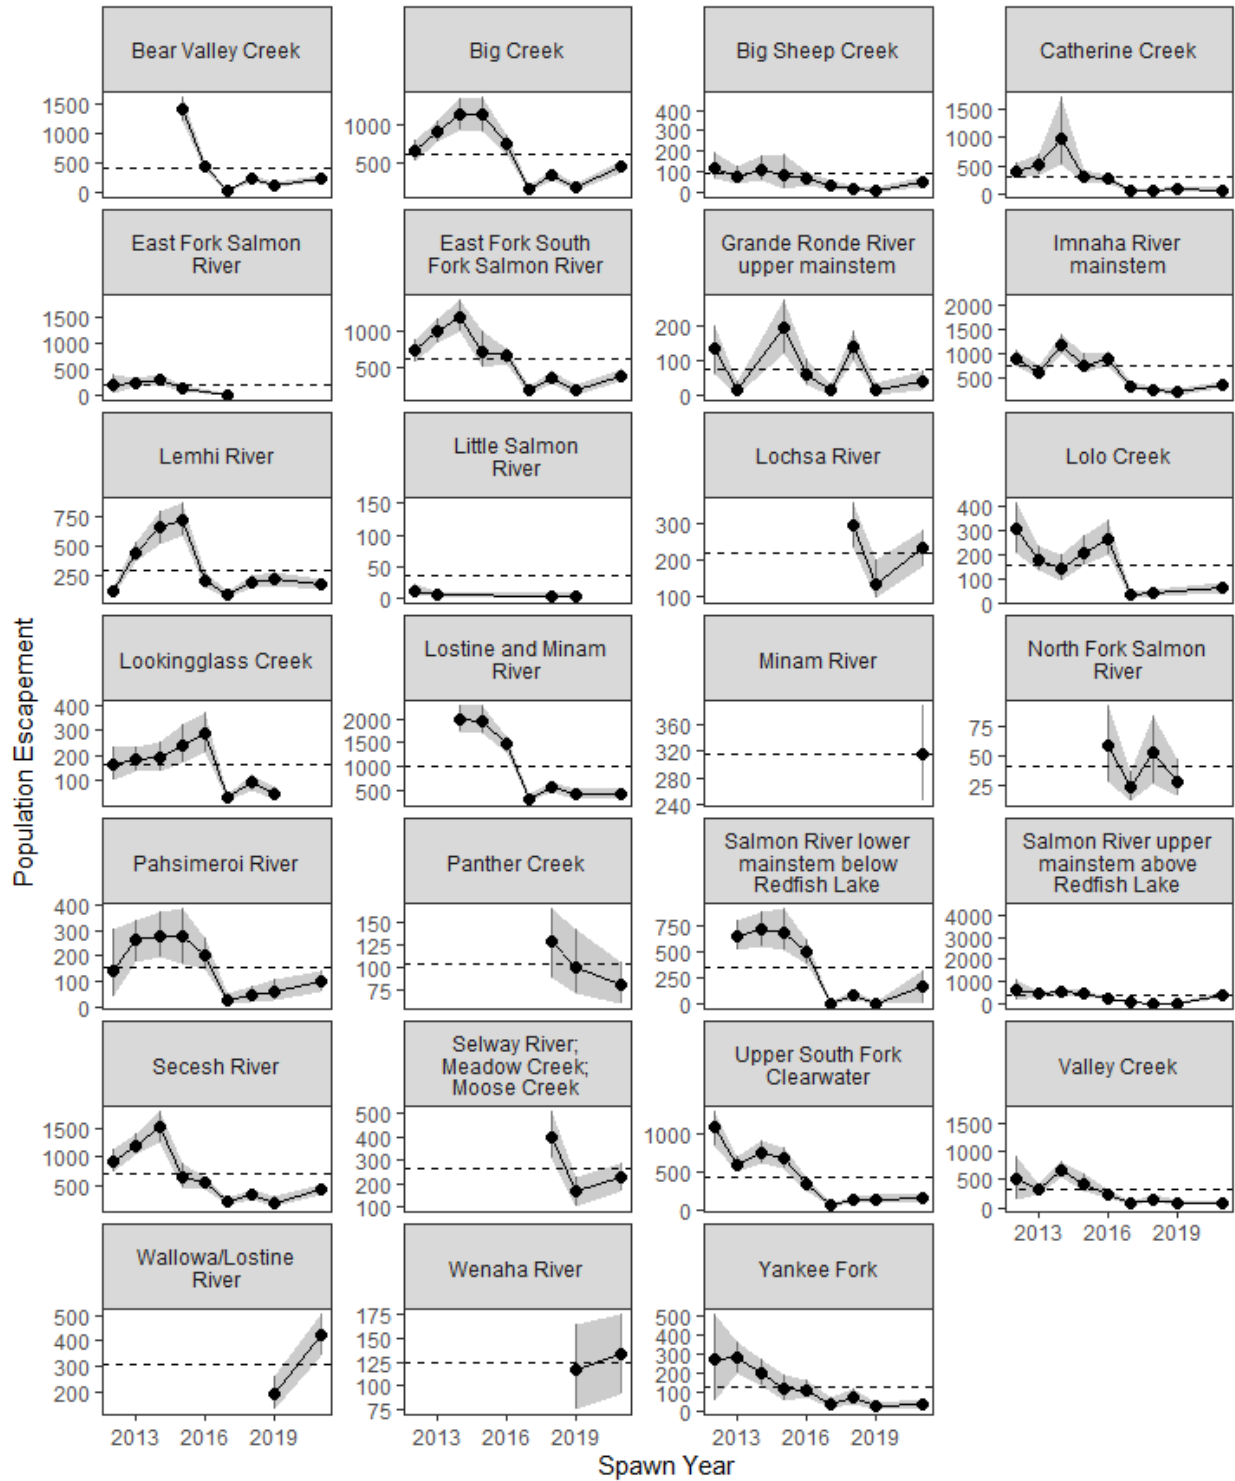 Bear Valley Creek
Big Creek
Big Sheep Creek
Catherine Creek
1500
1000
500
0
1000
500
400
300
200
100
0
1500
1000
500
0
East Fork Salmon
River
East Fork South
Fork Salmon River
Grande Ronde River
upper mainstem
Imnaha River
mainstem
1500
1000
500
0
1000
500
200
100
0
2000
1500
1000
500
Lemhi River
Little Salmon
River
Lochsa River
Lolo Creek
750
500
250
150
100
50
0
300
200
100
400
300
200
100
0
Lookingglass Creek
Lostine and Minam
River
Minam River
North Fork Salmon
River
400
300
200
100
2000
1500
1000
500
360
320
280
240
75
50
25
Population Escapement
Pahsimeroi River
Panther Creek
Salmon River lower
mainstem below
Redfish Lake
Salmon River upper
mainstem above
Redfish Lake
400
300
200
100
0
150
125
100
75
750
500
250
0
4000
3000
2000
1000
0
Secesh River
Selway River;
Meadow Creek;
Moose Creek
Upper South Fork
Clearwater
Valley Creek
1500
1000
500
500
400
300
200
100
1000
500
0
1500
1000
500
0
2013 2016 2019
Wallowa/Lostine
River
Wenaha River
Yankee Fork
500
400
300
200
175
150
125
100
75
500
400
300
200
100
0
2013 2016 2019
2013 2016 2019
2013 2016 2019
Spawn Year